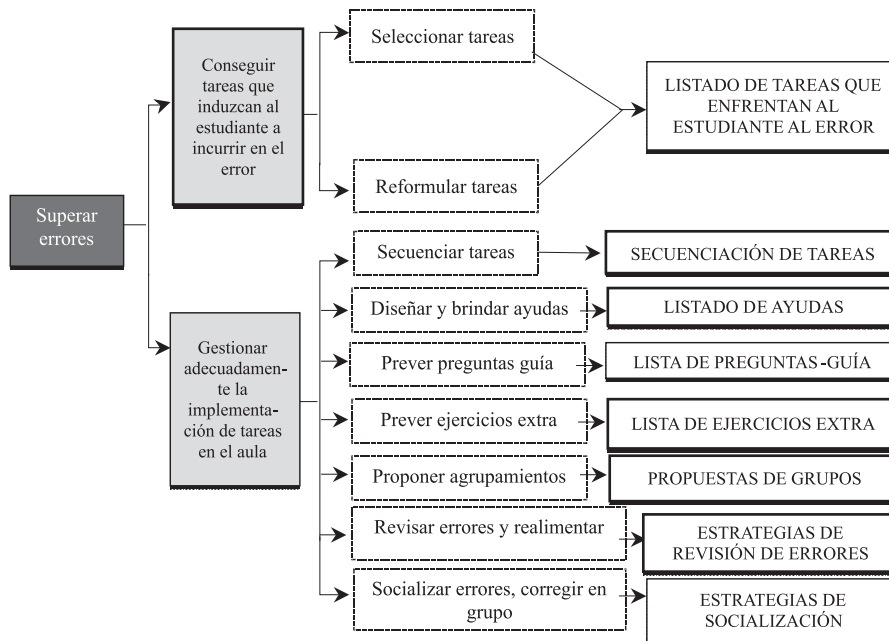 Superar
errores
Conseguir
tareas que
induzcan al
estudiante a
incurrir en el
error
Seleccionar tareas
Reformular tareas
LISTADO DE TAREAS QUE
ENFRENTAN AL
ESTUDIANTE AL ERROR
Gestionar
adecuadamen-
te la
implementa-
ción de tareas
en el aula
Secuenciar tareas
SECUENCIACIÓN DE TAREAS
Diseñar y brindar ayudas
LISTADO DE AYUDAS
Prever preguntas guía
LISTA DE PREGUNTAS-GUÍA
Prever ejercicios extra
LISTA DE EJERCICIOS EXTRA
Proponer agrupamientos
PROPUESTAS DE GRUPOS
Revisar errores y realimentar
ESTRATEGIAS DE
REVISIÓN DE ERRORES
Socializar errores, corregir en
grupo
ESTRATEGIAS DE
SOCIALIZACIÓN